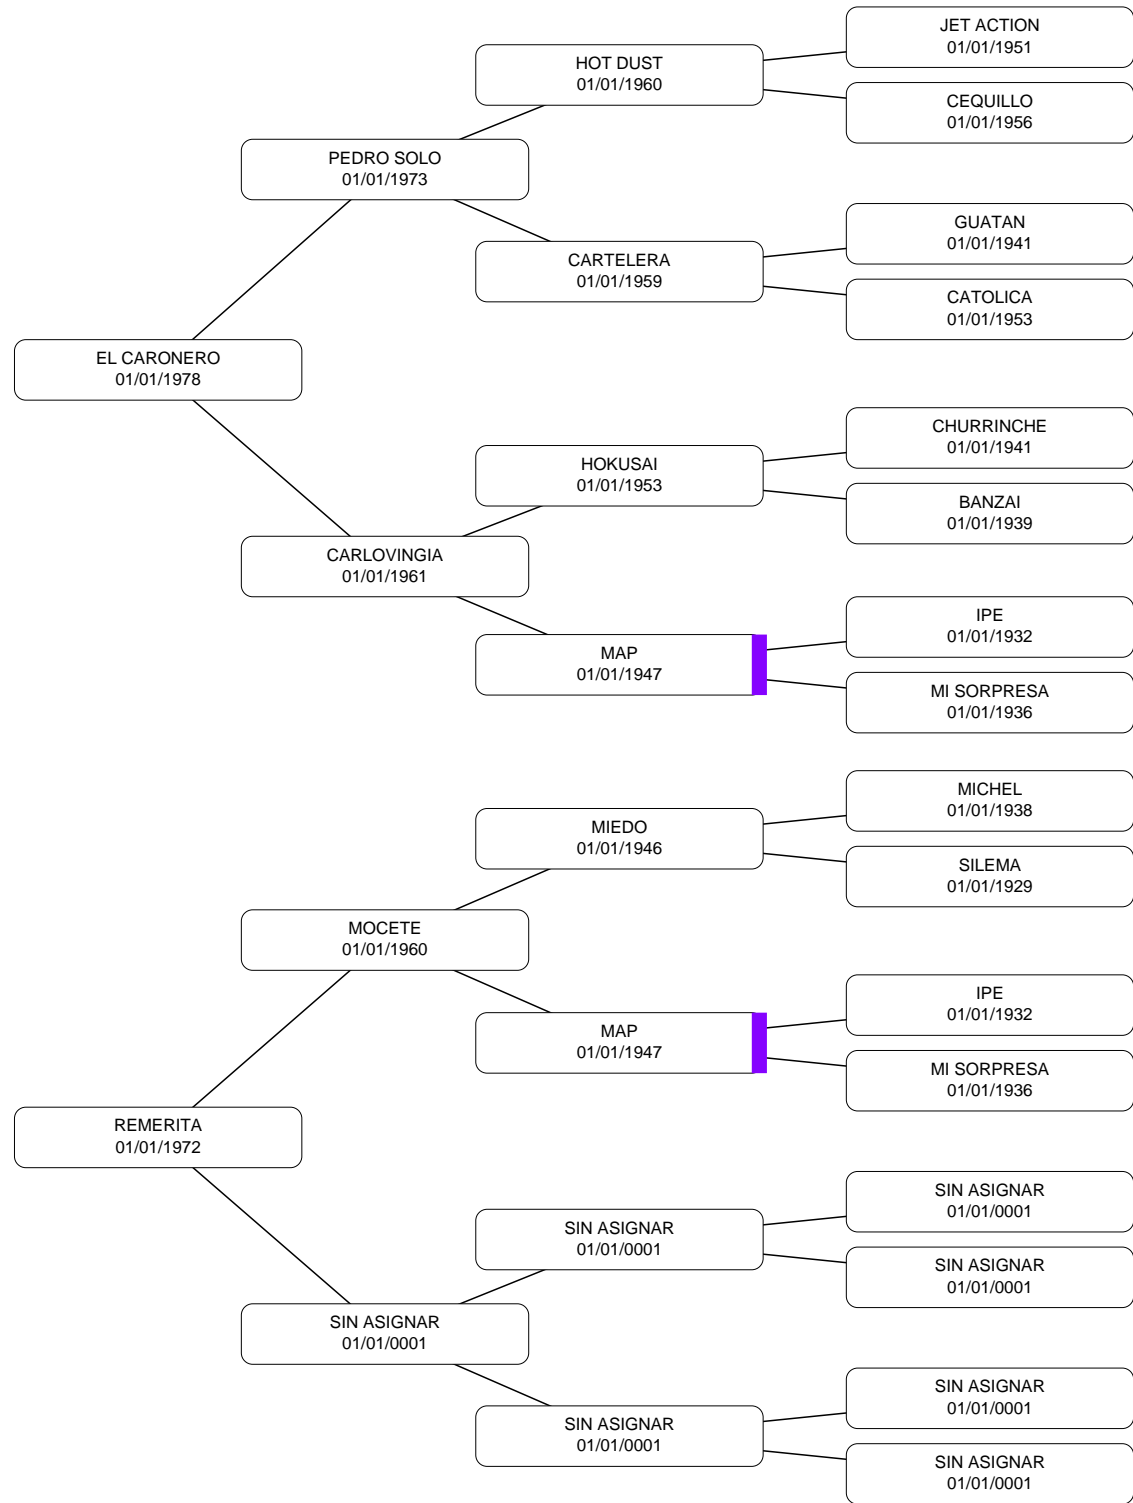 JET ACTION
01/01/1951
HOT DUST
01/01/1960
CEQUILLO
01/01/1956
PEDRO SOLO
01/01/1973
GUATAN
01/01/1941
CARTELERA
01/01/1959
CATOLICA
01/01/1953
EL CARONERO
01/01/1978
CHURRINCHE
01/01/1941
HOKUSAI
01/01/1953
BANZAI
01/01/1939
CARLOVINGIA
01/01/1961
IPE
01/01/1932
MAP
01/01/1947
MI SORPRESA
01/01/1936
MICHEL
01/01/1938
MIEDO
01/01/1946
SILEMA
01/01/1929
MOCETE
01/01/1960
IPE
01/01/1932
MAP
01/01/1947
MI SORPRESA
01/01/1936
REMERITA
01/01/1972
SIN ASIGNAR
01/01/0001
SIN ASIGNAR
01/01/0001
SIN ASIGNAR
01/01/0001
SIN ASIGNAR
01/01/0001
SIN ASIGNAR
01/01/0001
SIN ASIGNAR
01/01/0001
SIN ASIGNAR
01/01/0001